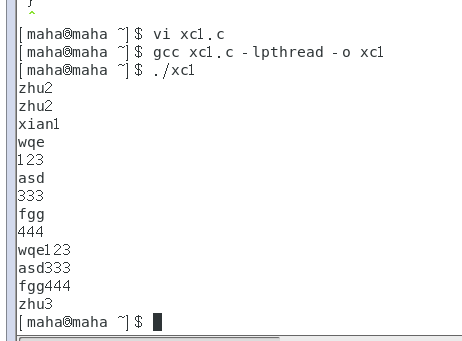 }
^
[maha@maha ~]$ vi xc1.c
[maha@maha ~]$ gcc xc1.c -lpthread -o xc1
[maha@maha ~]$ ./xc1
zhu2
zhu2
xian1
wqe
123
asd
333
fgg
444
wqe123
asd333
fgg444
zhu3
[maha@maha ~]$